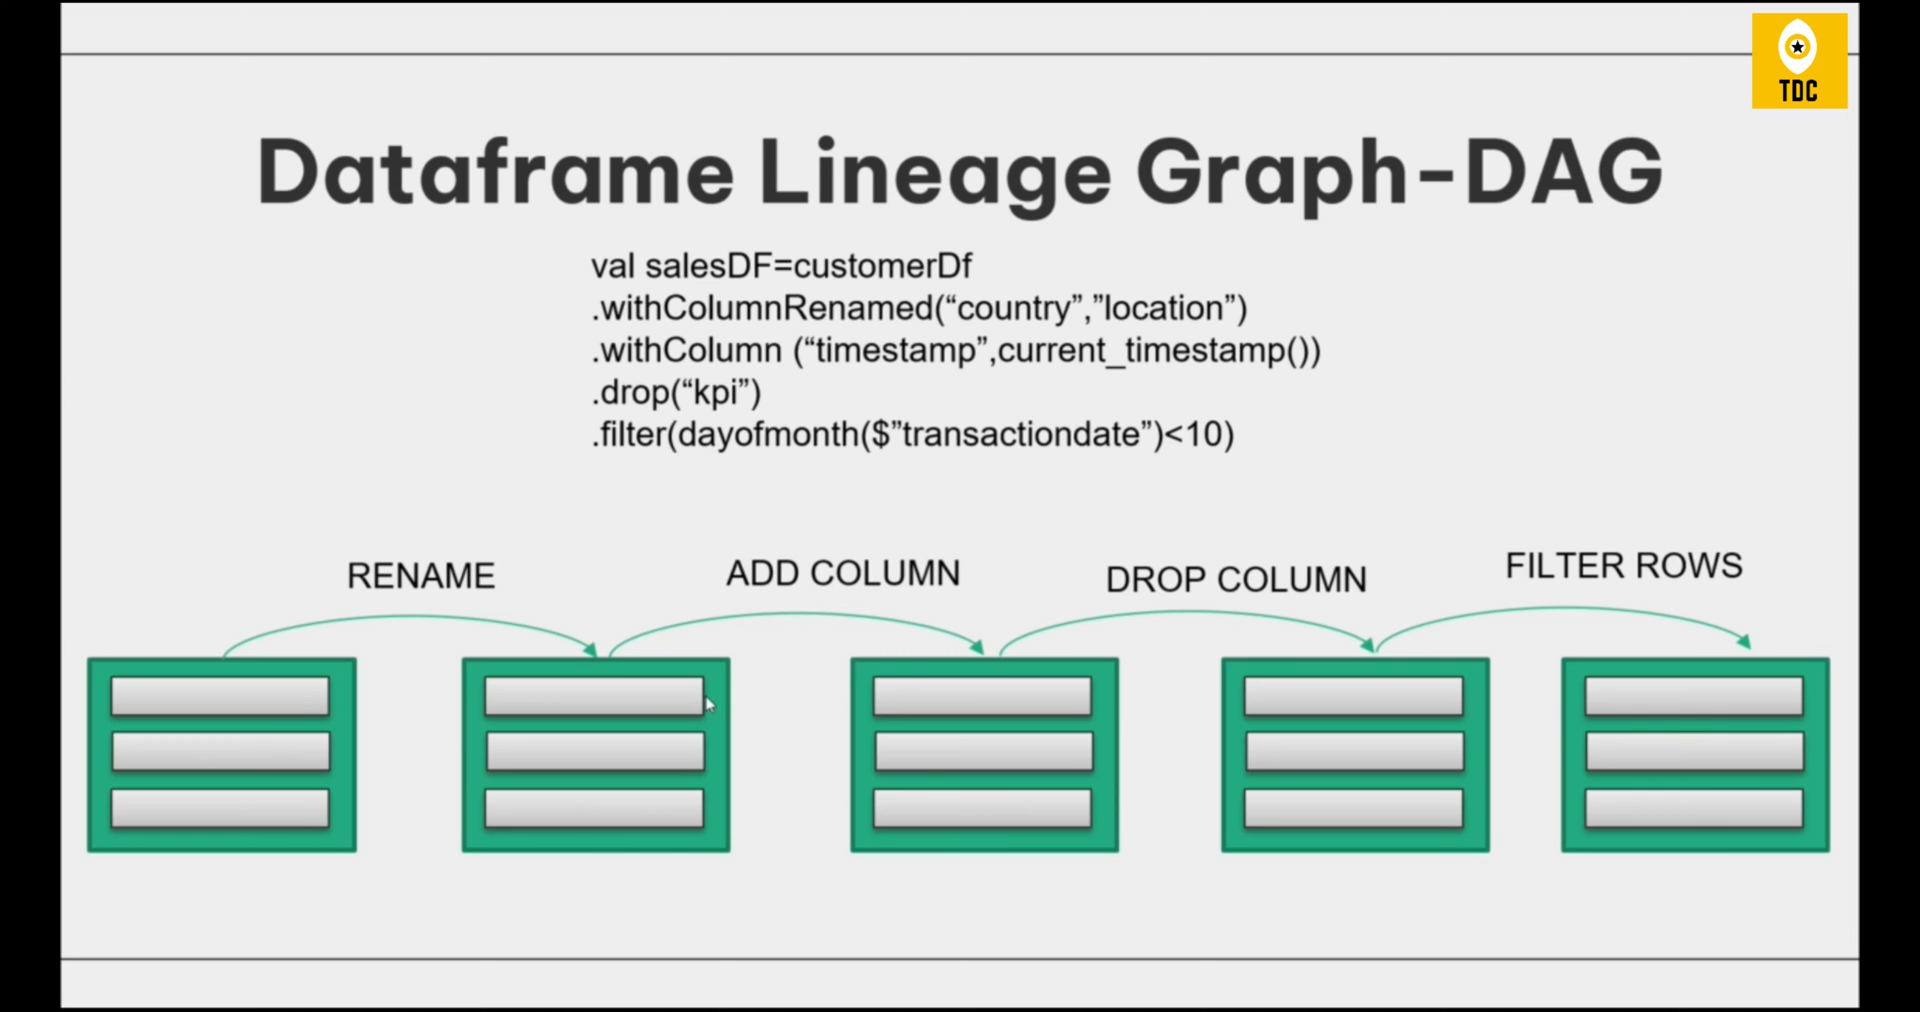 TDC
Dataframe Lineage Graph-DAG
val salesDF=customerDf
.withColumnRenamed(“country”,”location”)
.withColumn (“timestamp”,current_timestamp())
.drop(“kpi”)
.filter(dayofmonth($”transactiondate”)<10)
RENAME
ADD COLUMN
DROP COLUMN
FILTER ROWS